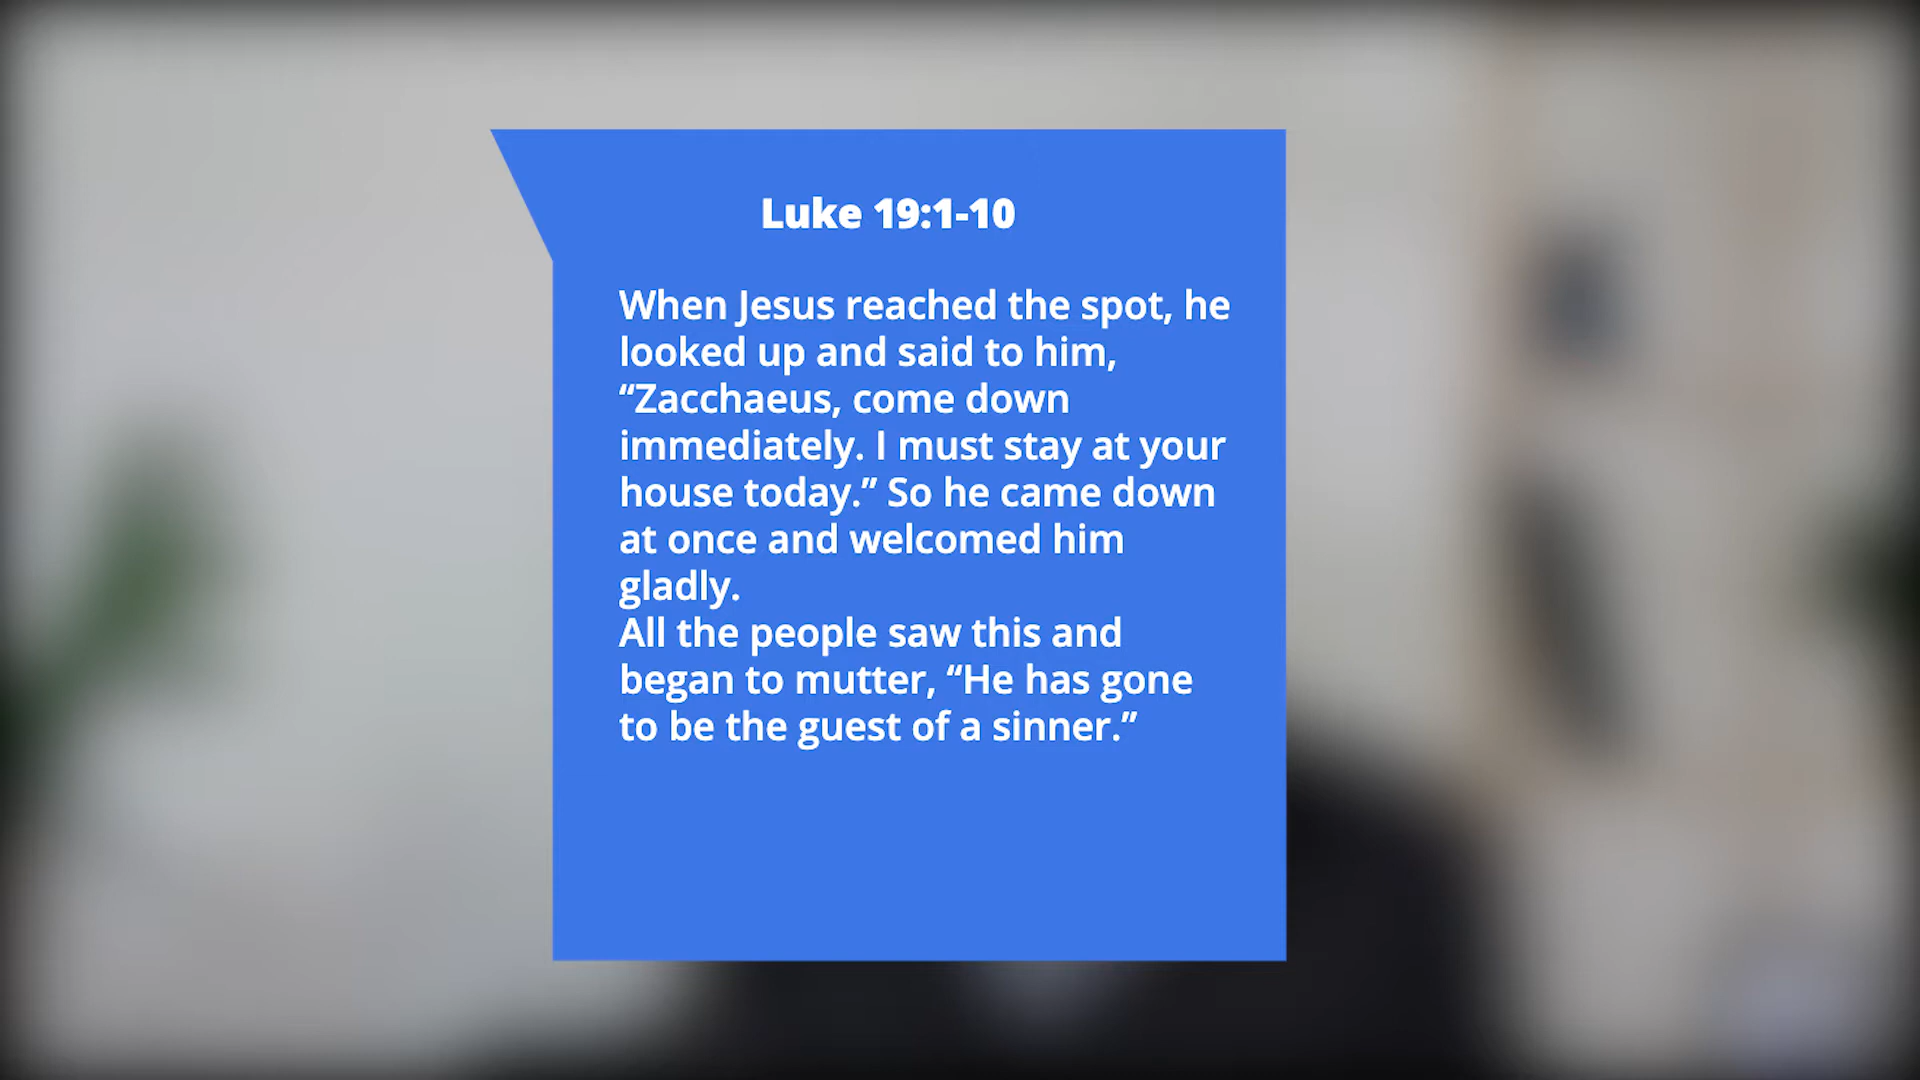 Luke 19:1-10
When Jesus reached the spot, he
looked up and said to him,
“Zacchaeus, come down
immediately. I must stay at your
house today.” So he came down
at once and welcomed him
gladly.
All the people saw this and
began to mutter, “He has gone
to be the guest of a sinner.”